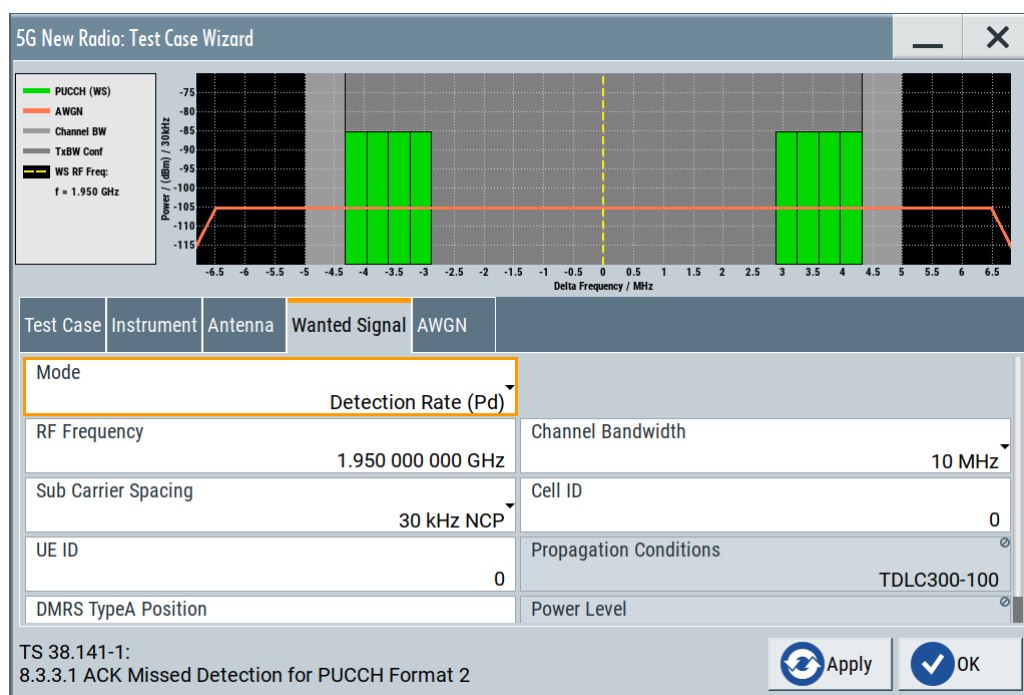 5G New Radio: Test Case Wizard
PUCCH (WS)
AWGN
Channel BW
TxBW Conf
WS RF Freq:
f = 1.950 GHz
Power / (dBm) / 30kHz
-75
-80
-85
-90
-95
-100
-105
-110
-115
-6.5 -6 -5.5 -5 -4.5 -4 -3.5 -3 -2.5 -2 -1.5 -1 -0.5 0 0.5 1 1.5 2 2.5 3 3.5 4 4.5 5 5.5 6 6.5
Delta Frequency / MHz
Test Case Instrument Antenna Wanted Signal AWGN
Mode
Detection Rate (Pd)
RF Frequency
1.950 000 000 GHz
Channel Bandwidth
10 MHz
Sub Carrier Spacing
30 kHz NCP
Cell ID
0
UE ID
0
Propagation Conditions
TDLC300-100
DMRS TypeA Position
Power Level
TS 38.141-1:
8.3.3.1 ACK Missed Detection for PUCCH Format 2
Apply
OK